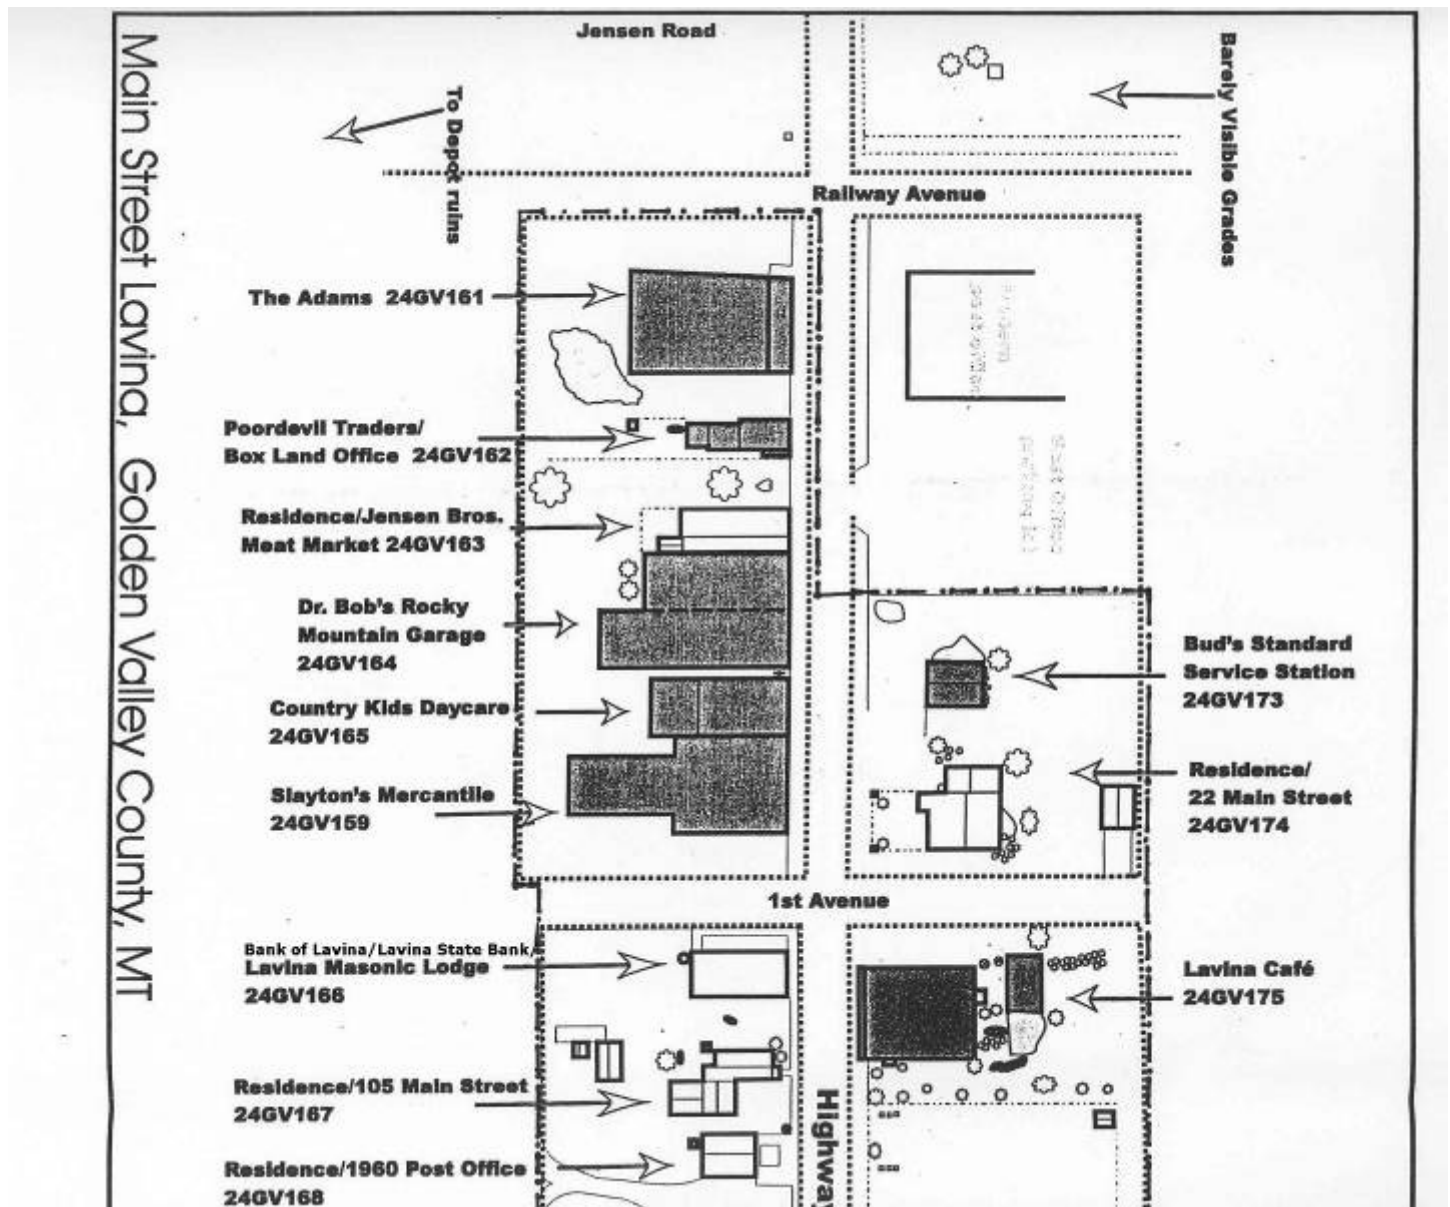 Main Street Lavina, Golden Valley County, MT
Jensen Road
To Depot ruins
Barely Visible Grades
Railway Avenue
The Adams 24GV161
Poordevil Traders/
Box Land Office 24GV162
Residence/Jensen Bros.
Meat Market 24GV163
Dr. Bob's Rocky
Mountain Garage
24GV164
Country Kids Daycare
24GV165
Slayton's Mercantile
24GV159
Bud's Standard
Service Station
24GV173
Residence/
22 Main Street
24GV174
1st Avenue
Bank of Lavina/Lavina State Bank/
Lavina Masonic Lodge
24GV166
Residence/105 Main Street
24GV167
Residence/1960 Post Office
24GV168
Lavina Café
24GV175
Highway